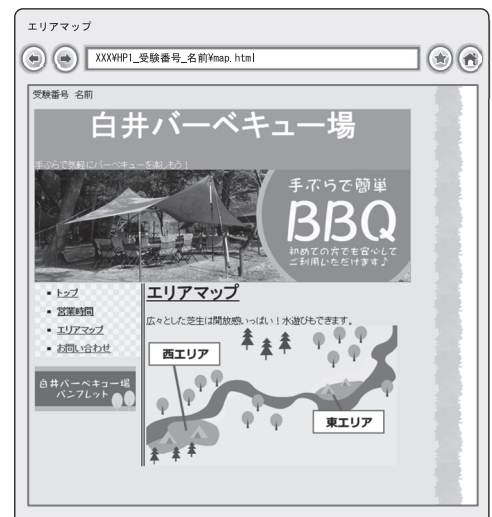 エリアマップ
XXX¥HP1_受験番号_名前¥map.html
受験番号 名前
白井バーベキュー場
手ぶらで気軽にバーベキューを楽しもう！
手ぶらで簡単
BBQ
初めての方でも安心して
ご利用いただけます♪
トップ
営業時間
エリアマップ
お問い合わせ
白井バーベキュー場
パンフレット
エリアマップ
広々とした芝生は開放感いっぱい！水遊びもできます。
西エリア
東エリア